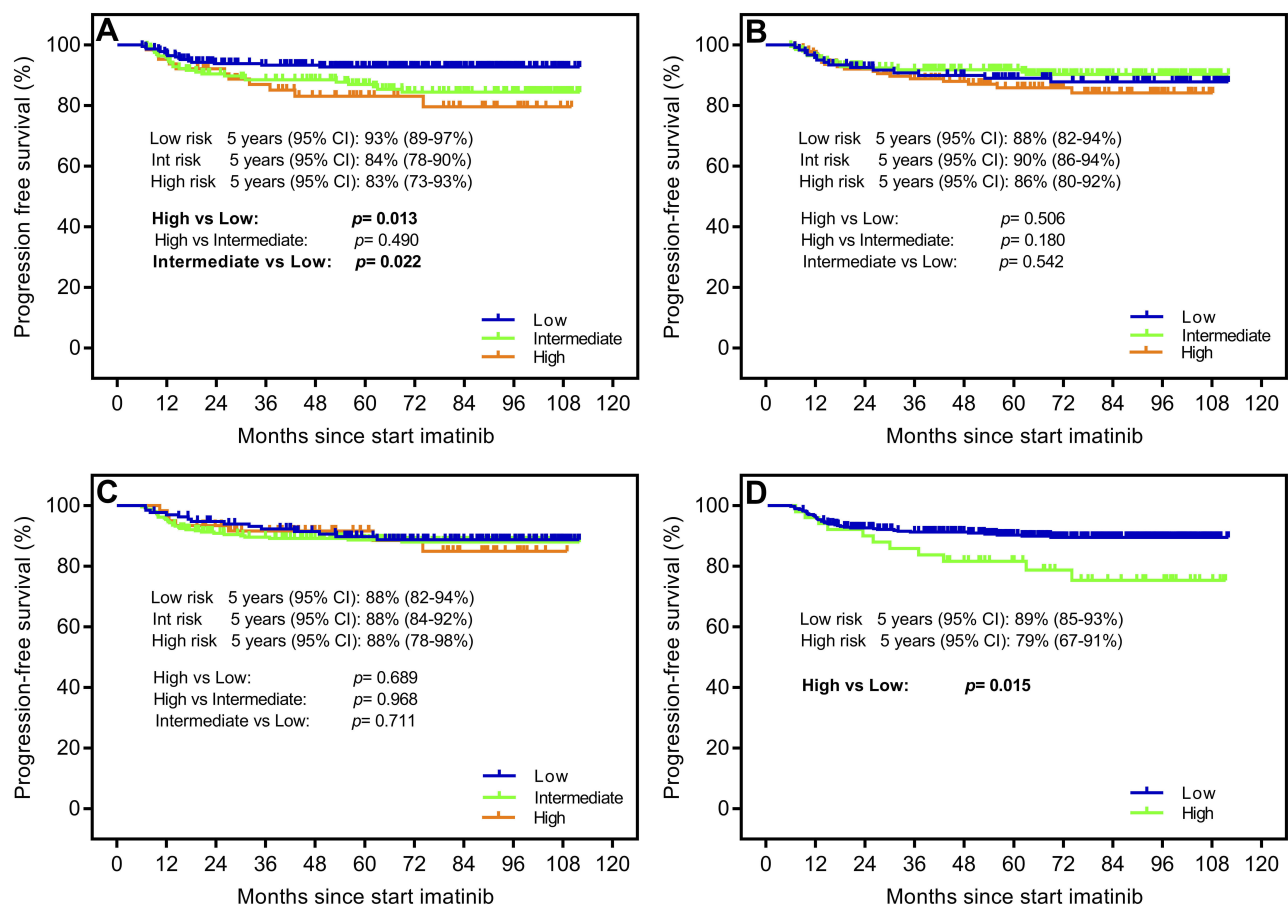 A
Progression free survival (%)
100
80
60
40
20
0
Low risk 5 years (95% CI): 93% (89-97%)
Int risk 5 years (95% CI): 84% (78-90%)
High risk 5 years (95% CI): 83% (73-93%)
High vs Low: p= 0.013
High vs Intermediate: p= 0.490
Intermediate vs Low: p= 0.022
Low
Intermediate
High
0 12 24 36 48 60 72 84 96 108 120
Months since start imatinib
B
Progression-free survival (%)
100
80
60
40
20
0
Low risk 5 years (95% CI): 88% (82-94%)
Int risk 5 years (95% CI): 90% (86-94%)
High risk 5 years (95% CI): 86% (80-92%)
High vs Low: p= 0.506
High vs Intermediate: p= 0.180
Intermediate vs Low: p= 0.542
Low
Intermediate
High
0 12 24 36 48 60 72 84 96 108 120
Months since start imatinib
C
Progression-free survival (%)
100
80
60
40
20
0
Low risk 5 years (95% CI): 88% (82-94%)
Int risk 5 years (95% CI): 88% (84-92%)
High risk 5 years (95% CI): 88% (78-98%)
High vs Low: p= 0.689
High vs Intermediate: p= 0.968
Intermediate vs Low: p= 0.711
Low
Intermediate
High
0 12 24 36 48 60 72 84 96 108 120
Months since start imatinib
D
Progression-free survival (%)
100
80
60
40
20
0
Low risk 5 years (95% CI): 89% (85-93%)
High risk 5 years (95% CI): 79% (67-91%)
High vs Low: p= 0.015
Low
High
0 12 24 36 48 60 72 84 96 108 120
Months since start imatinib